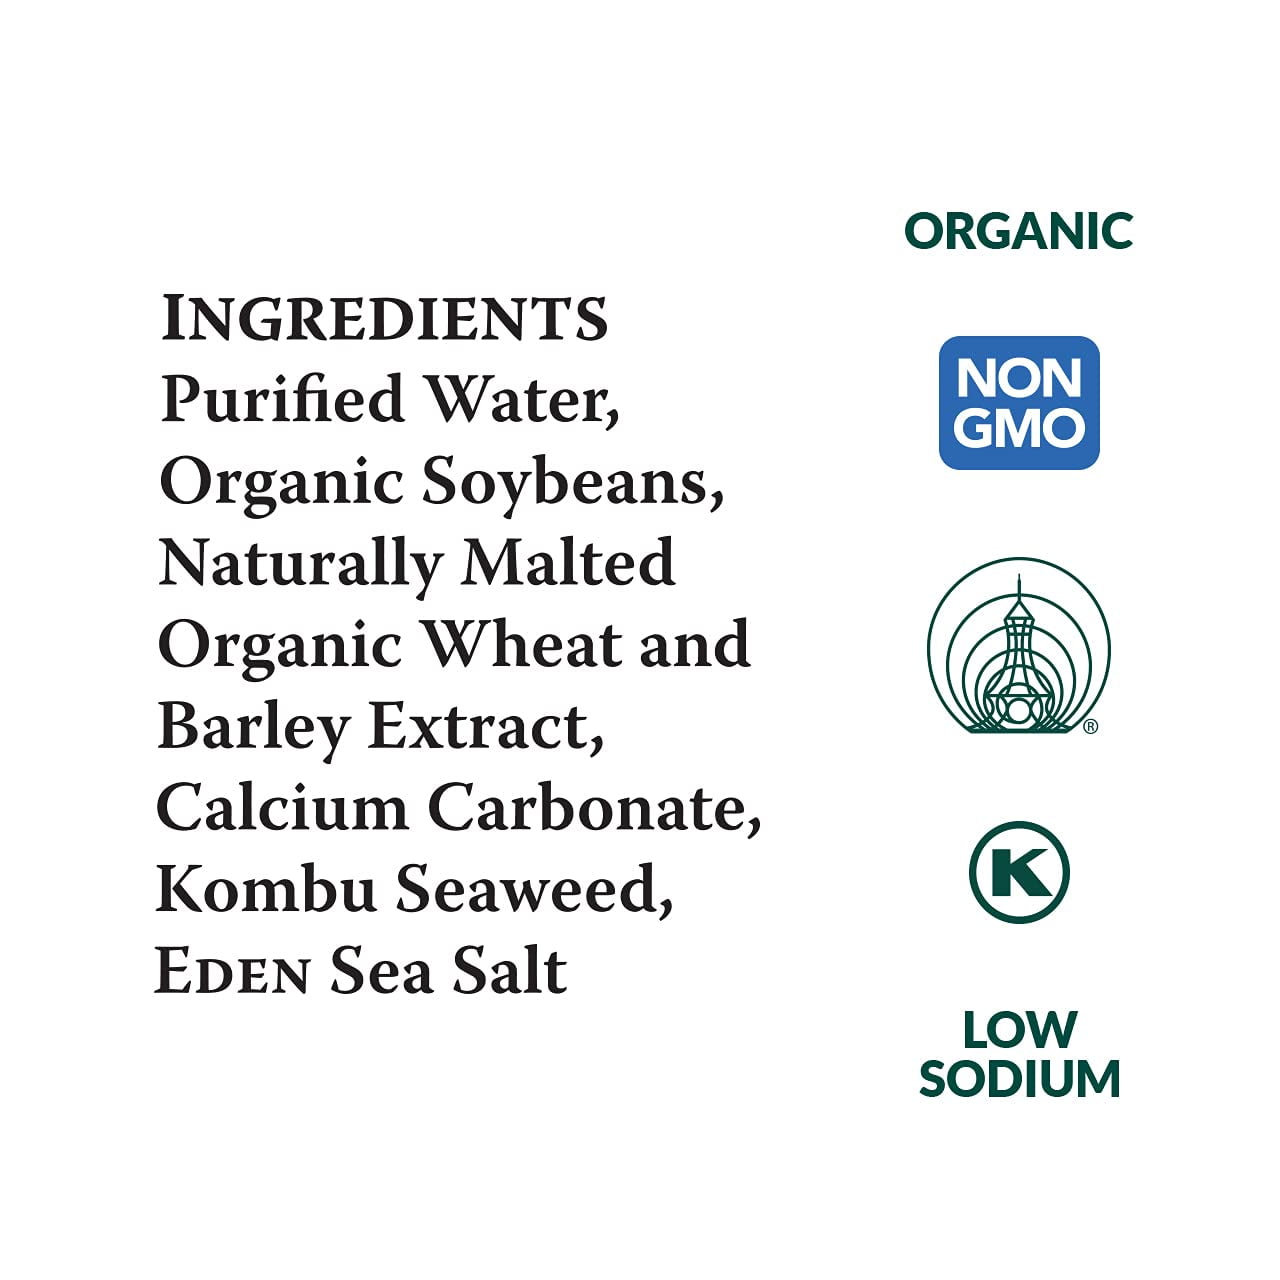 INGREDIENTS
Purified Water,
Organic Soybeans,
Naturally Malted
Organic Wheat and
Barley Extract,
Calcium Carbonate,
Kombu Seaweed,
EDEN Sea Salt
ORGANIC
NON
GMO
®
K
LOW
SODIUM